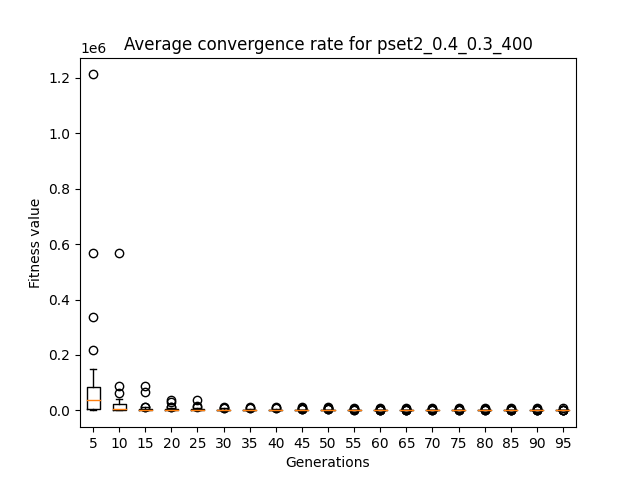 Average convergence rate for pset2_0.4_0.3_400
1e6
1.2
1.0
0.8
0.6
0.4
0.2
0.0
Fitness value
5 10 15 20 25 30 35 40 45 50 55 60 65 70 75 80 85 90 95
Generations